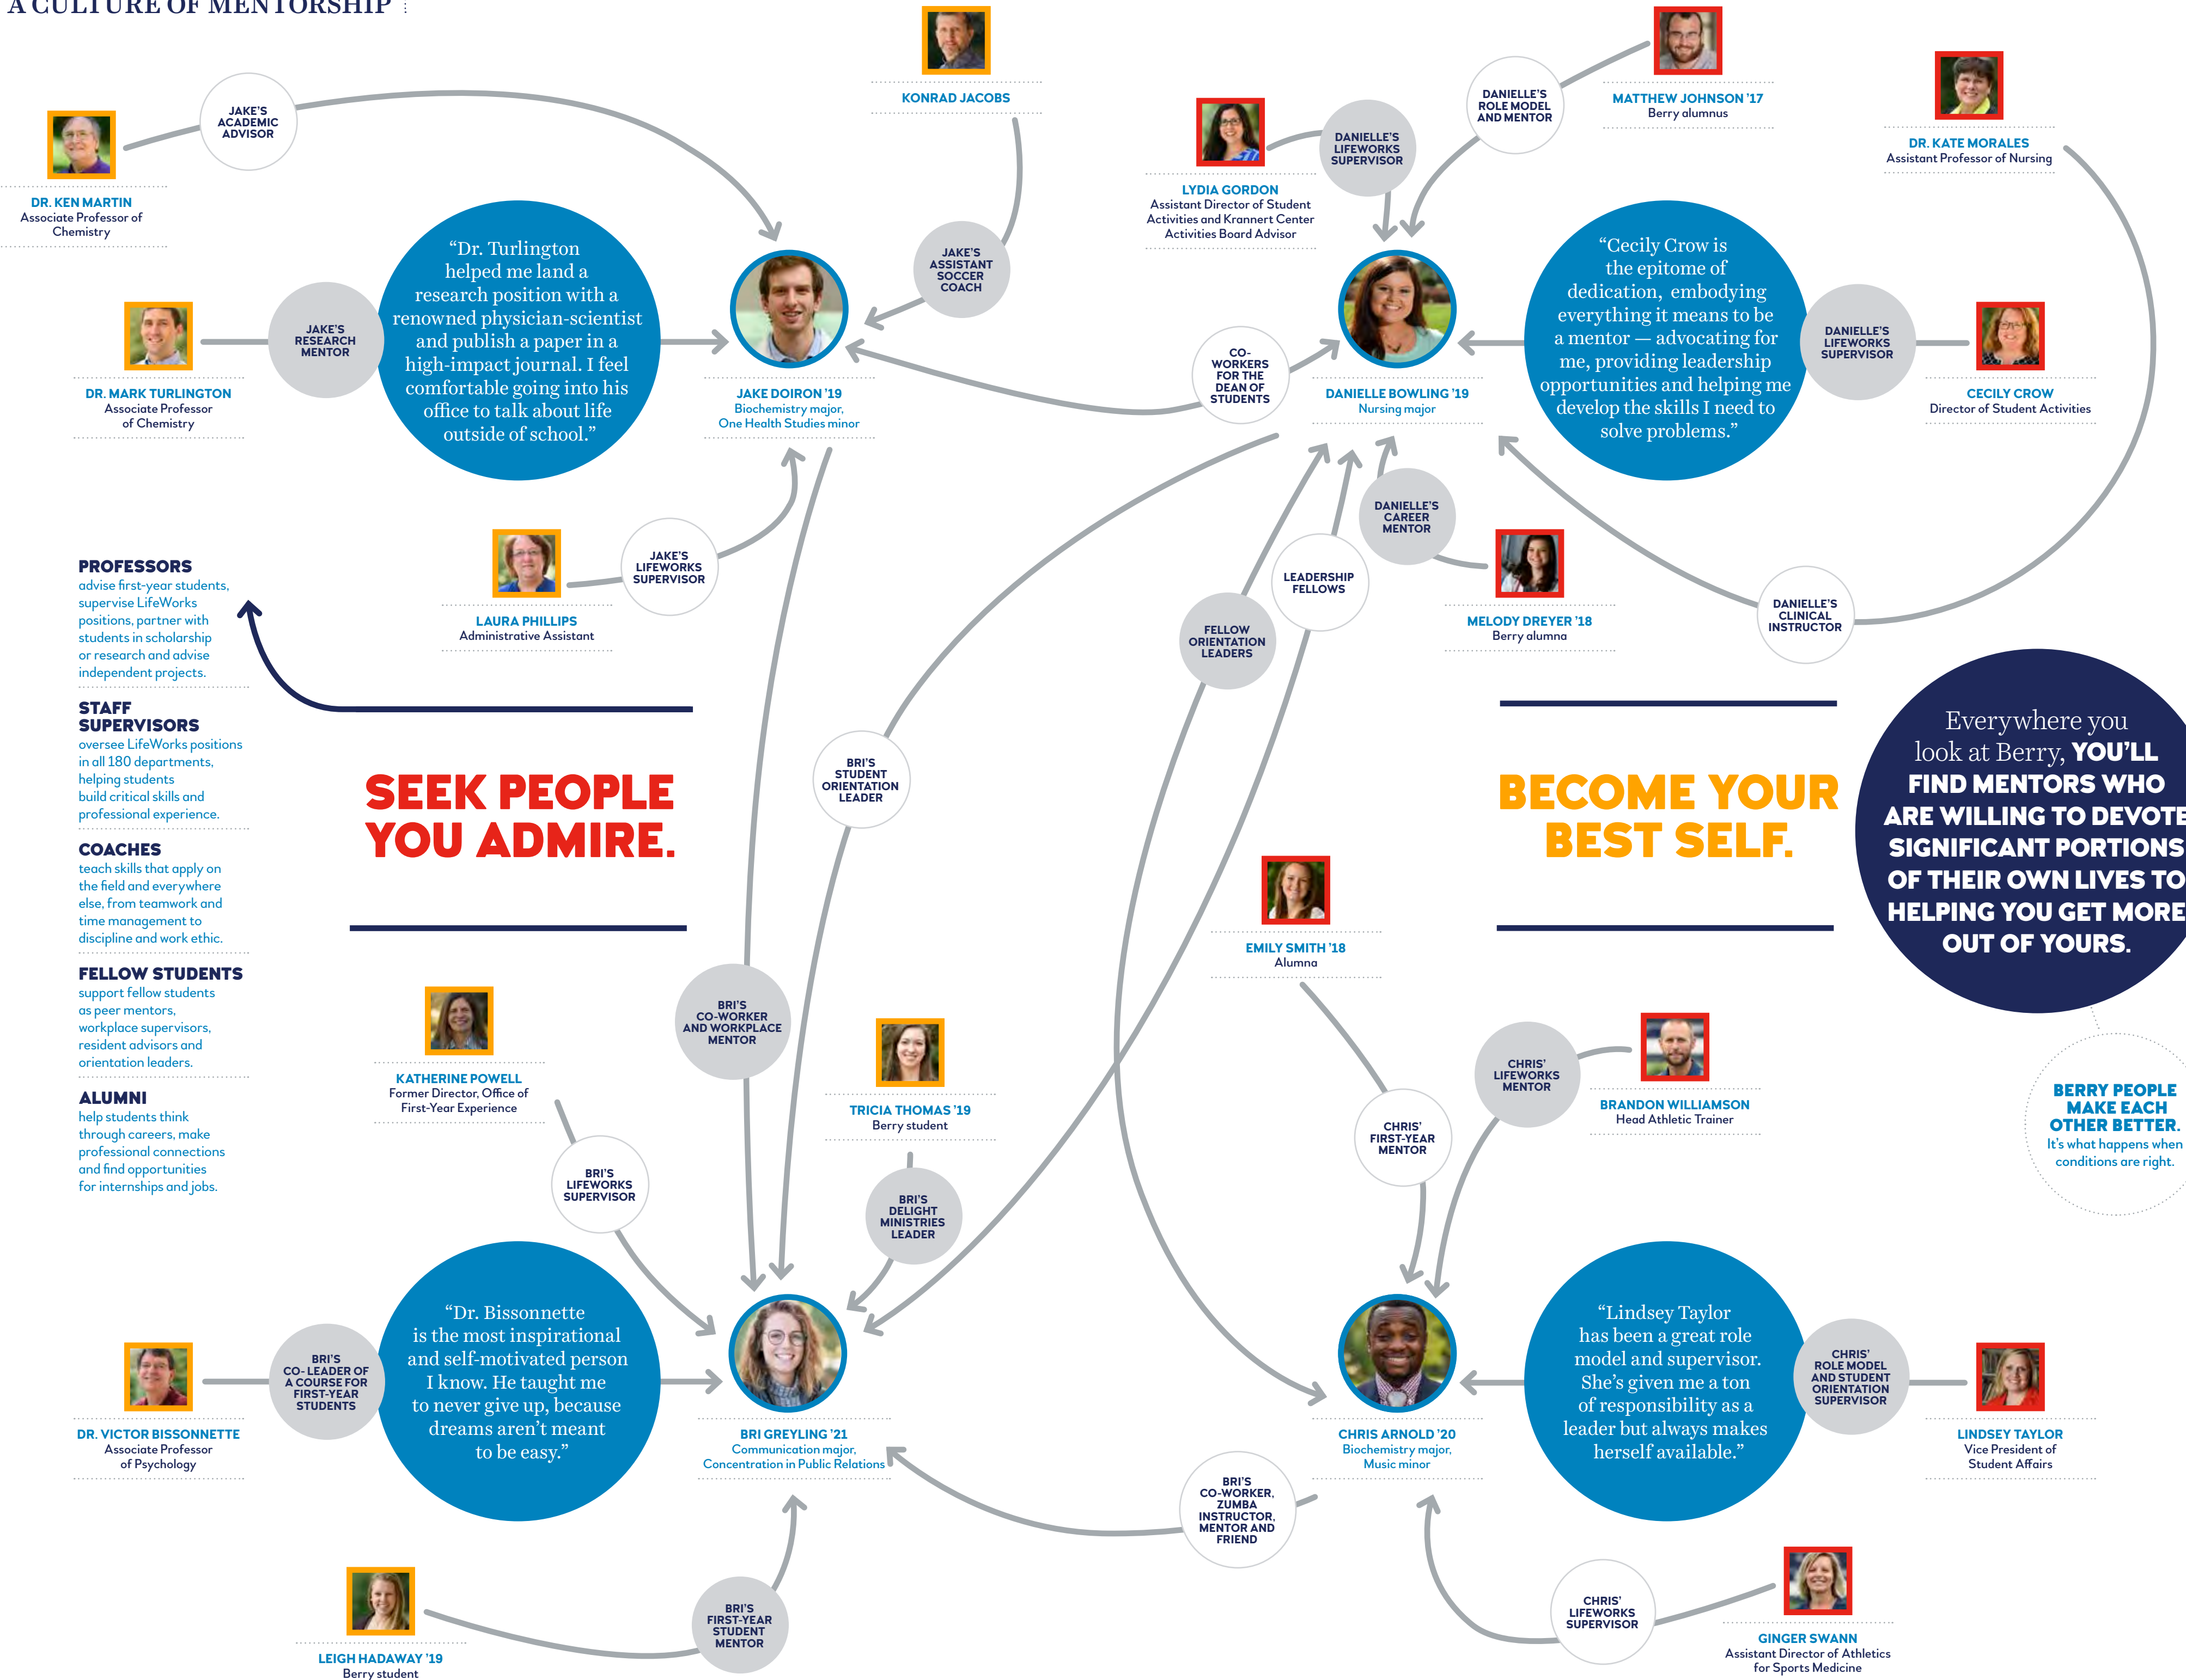 A CULTURE OF MENTORSHIP
KONRAD JACOBS
MATTHEW JOHNSON ’17
Berry alumnus
DR. KATE MORALES
Assistant Professor of Nursing
JAKE’S
ACADEMIC
ADVISOR
DANIELLE’S
ROLE MODEL
AND MENTOR
DANIELLE’S
LIFEWORKS
SUPERVISOR
DR. KEN MARTIN
Associate Professor of
Chemistry
LYDIA GORDON
Assistant Director of Student
Activities and Krannert Center
Activities Board Advisor
JAKE’S
ASSISTANT
SOCCER
COACH
“Dr. Turlington
helped me land a
research position with a
renowned physician-scientist
and publish a paper in a
high-impact journal. I feel
comfortable going into his
office to talk about life
outside of school.”
“Cecily Crow is
the epitome of
dedication, embodying
everything it means to be
a mentor — advocating for
me, providing leadership
opportunities and helping me
develop the skills I need to
solve problems.”
JAKE’S
RESEARCH
MENTOR
DR. MARK TURLINGTON
Associate Professor
of Chemistry
JAKE DOIRON ’19
Biochemistry major,
One Health Studies minor
CO-
WORKERS
FOR THE
DEAN OF
STUDENTS
DANIELLE BOWLING ’19
Nursing major
DANIELLE’S
LIFEWORKS
SUPERVISOR
CECILY CROW
Director of Student Activities
DANIELLE’S
CAREER
MENTOR
JAKE’S
LIFEWORKS
SUPERVISOR
LAURA PHILLIPS
Administrative Assistant
LEADERSHIP
FELLOWS
FELLOW
ORIENTATION
LEADERS
MELODY DREYER ’18
Berry alumna
DANIELLE’S
CLINICAL
INSTRUCTOR
PROFESSORS
advise first-year students,
supervise LifeWorks
positions, partner with
students in scholarship
or research and advise
independent projects.
STAFF
SUPERVISORS
oversee LifeWorks positions
in all 180 departments,
helping students
build critical skills and
professional experience.
COACHES
teach skills that apply on
the field and everywhere
else, from teamwork and
time management to
discipline and work ethic.
FELLOW STUDENTS
support fellow students
as peer mentors,
workplace supervisors,
resident advisors and
orientation leaders.
ALUMNI
help students think
through careers, make
professional connections
and find opportunities
for internships and jobs.
SEEK PEOPLE
YOU ADMIRE.
BRI’S
STUDENT
ORIENTATION
LEADER
BECOME YOUR
BEST SELF.
Everywhere you
look at Berry, YOU’LL
FIND MENTORS WHO
ARE WILLING TO DEVOTE
SIGNIFICANT PORTIONS
OF THEIR OWN LIVES TO
HELPING YOU GET MORE
OUT OF YOURS.
EMILY SMITH ’18
Alumna
BRI’S
CO-WORKER
AND WORKPLACE
MENTOR
KATHERINE POWELL
Former Director, Office of
First-Year Experience
TRICIA THOMAS ’19
Berry student
CHRIS’
LIFEWORKS
MENTOR
BRANDON WILLIAMSON
Head Athletic Trainer
CHRIS’
FIRST-YEAR
MENTOR
BERRY PEOPLE
MAKE EACH
OTHER BETTER.
It’s what happens when
conditions are right.
BRI’S
LIFEWORKS
SUPERVISOR
BRI’S
DELIGHT
MINISTRIES
LEADER
“Dr. Bissonnette
is the most inspirational
and self-motivated person
I know. He taught me
to never give up, because
dreams aren’t meant
to be easy.”
“Lindsey Taylor
has been a great role
model and supervisor.
She’s given me a ton
of responsibility as a
leader but always makes
herself available.”
BRI’S
CO- LEADER OF
A COURSE FOR
FIRST-YEAR
STUDENTS
CHRIS’
ROLE MODEL
AND STUDENT
ORIENTATION
SUPERVISOR
DR. VICTOR BISSONNETTE
Associate Professor
of Psychology
BRI GREYLING ’21
Communication major,
Concentration in Public Relations
CHRIS ARNOLD ’20
Biochemistry major,
Music minor
LINDSEY TAYLOR
Vice President of
Student Affairs
BRI’S
CO-WORKER,
ZUMBA
INSTRUCTOR,
MENTOR AND
FRIEND
BRI’S
FIRST-YEAR
STUDENT
MENTOR
CHRIS’
LIFEWORKS
SUPERVISOR
LEIGH HADAWAY ’19
Berry student
GINGER SWANN
Assistant Director of Athletics
for Sports Medicine